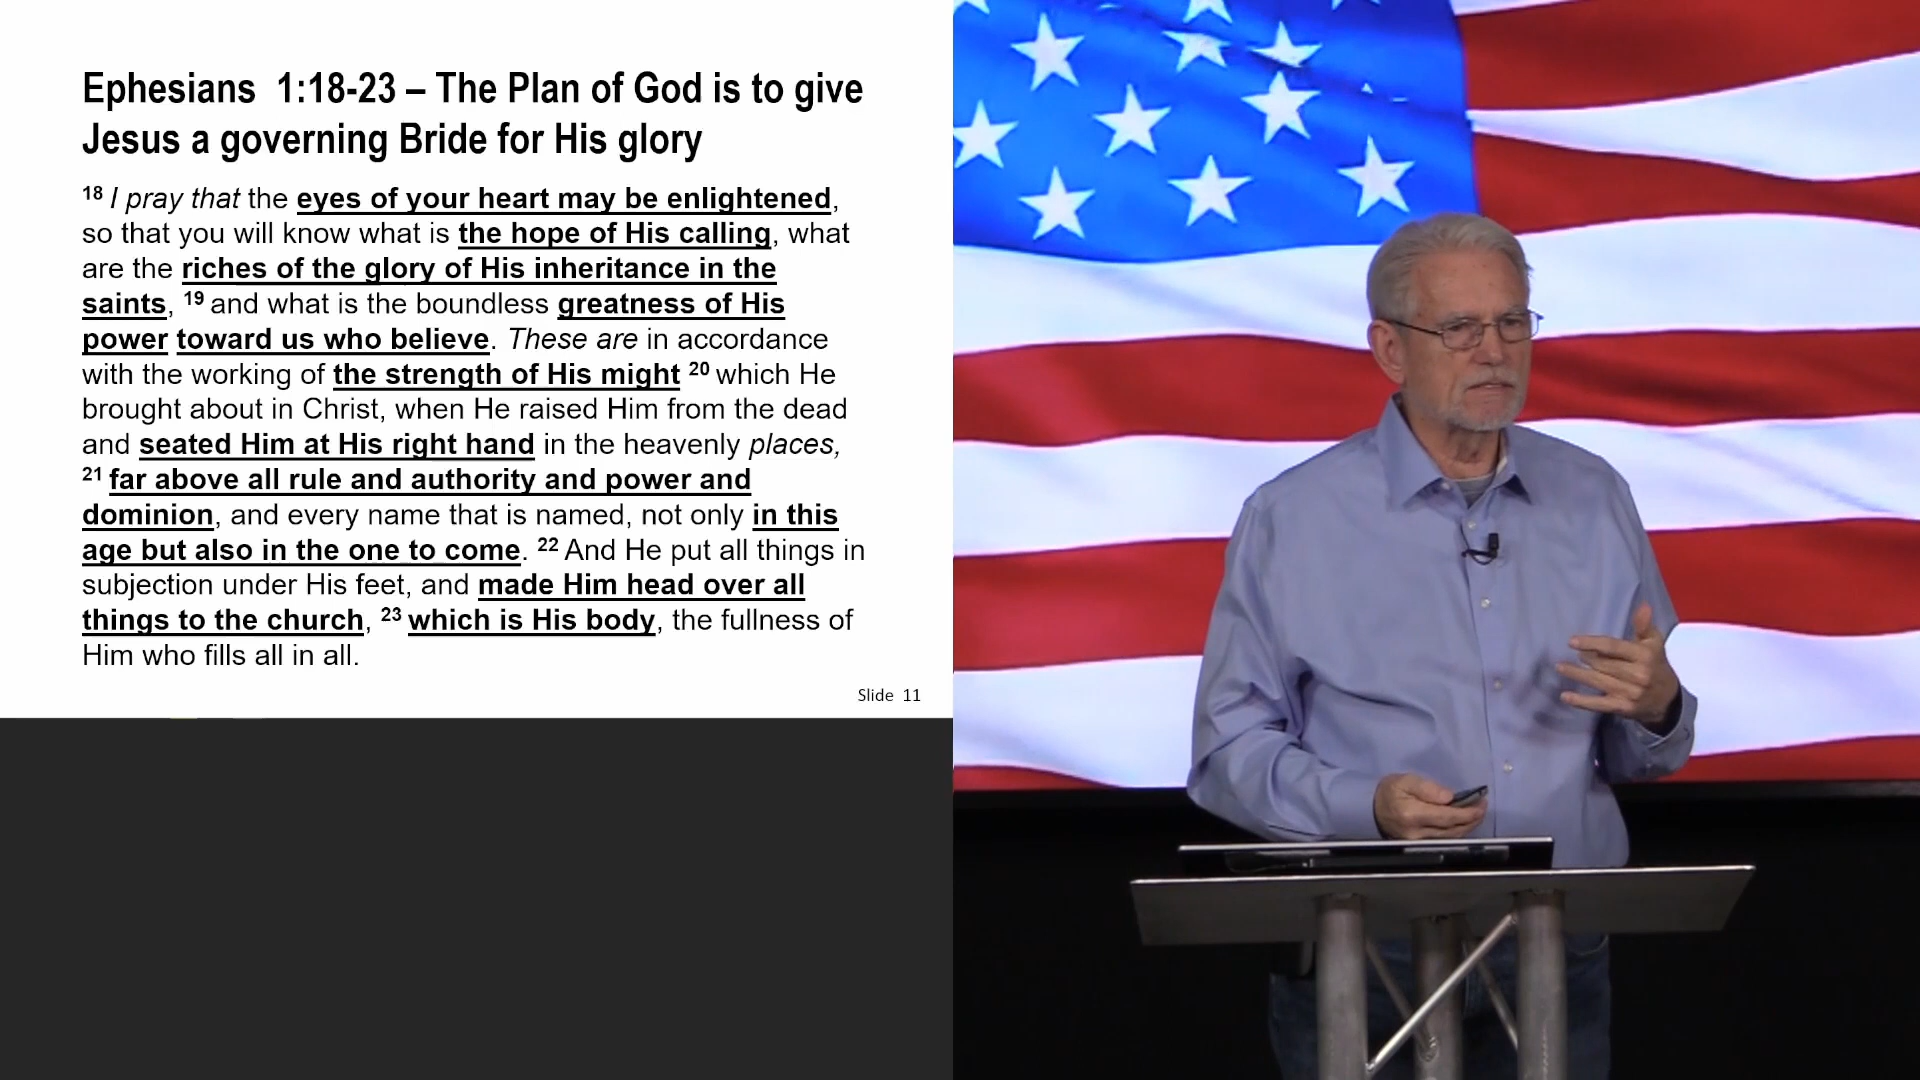 Ephesians 1:18-23 – The Plan of God is to give
Jesus a governing Bride for His glory
18 I pray that the eyes of your heart may be enlightened,
so that you will know what is the hope of His calling, what
are the riches of the glory of His inheritance in the
saints, 19 and what is the boundless greatness of His
power toward us who believe. These are in accordance
with the working of the strength of His might 20 which He
brought about in Christ, when He raised Him from the dead
and seated Him at His right hand in the heavenly places,
21 far above all rule and authority and power and
dominion, and every name that is named, not only in this
age but also in the one to come. 22 And He put all things in
subjection under His feet, and made Him head over all
things to the church, 23 which is His body, the fullness of
Him who fills all in all.
Slide 11